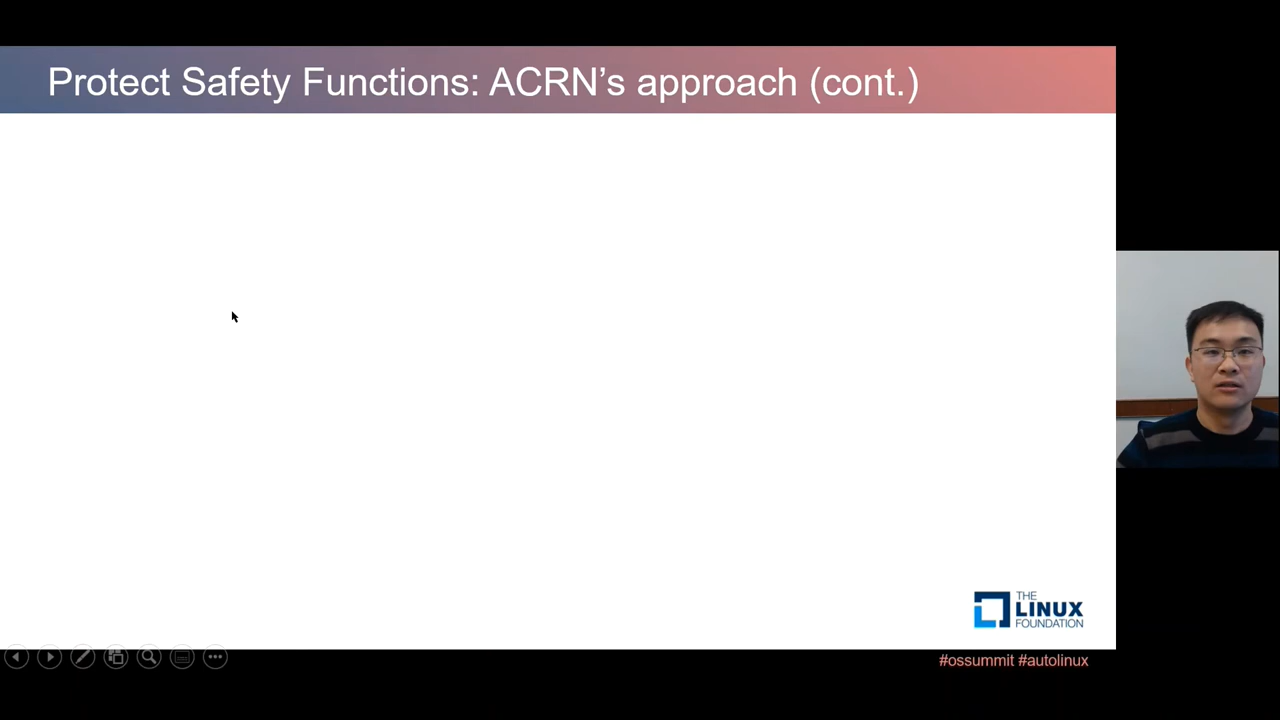 Protect Safety Functions: ACRN’s approach (cont.)
THE
LINUX
FOUNDATION
#ossummit #autolinux